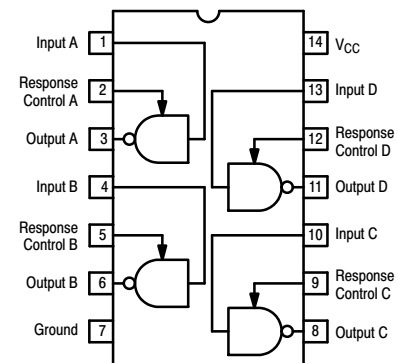 Input A
1
Response
Control A
2
Output A
3
Input B
4
Response
Control B
5
Output B
6
Ground
7
14
VCC
13
Input D
12
Response
Control D
11
Output D
10
Input C
9
Response
Control C
8
Output C